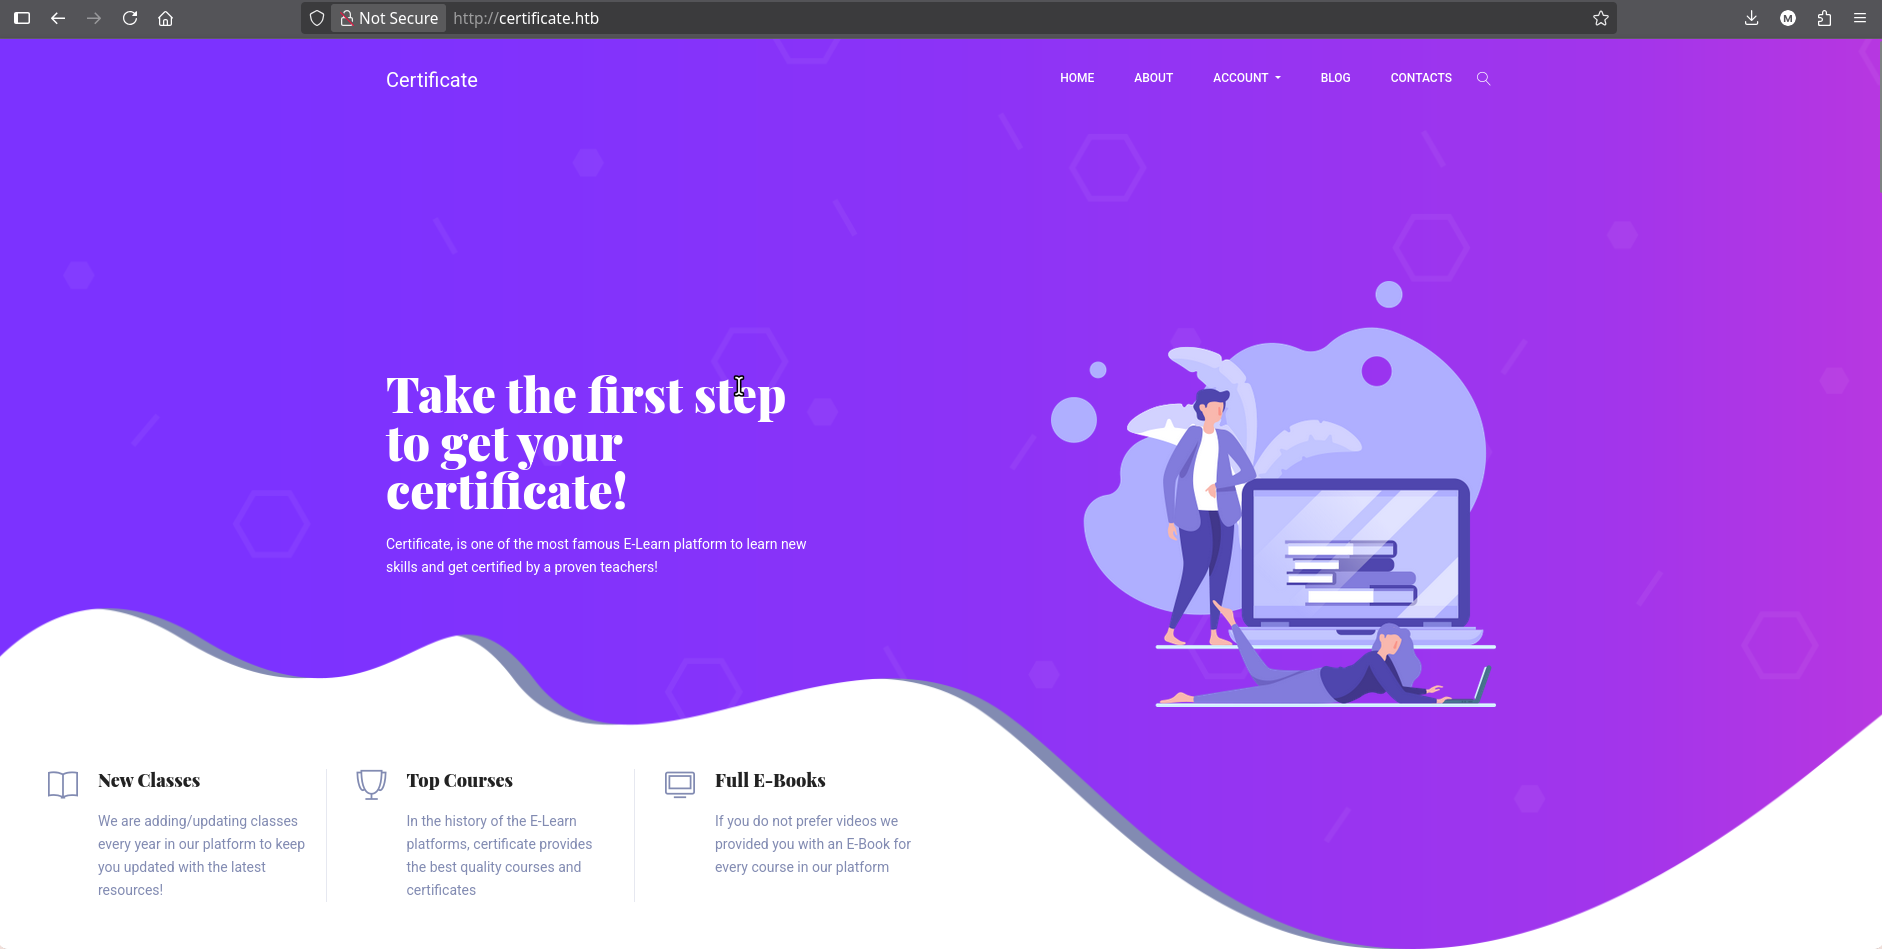 Not Secure http://certificate.htb
M
Certificate
HOME ABOUT ACCOUNT BLOG CONTACTS
Take the first step
to get your
certificate!
Certificate, is one of the most famous E-Learn platform to learn new
skills and get certified by a proven teachers!
New Classes
We are adding/updating classes
every year in our platform to keep
you updated with the latest
resources!
Top Courses
In the history of the E-Learn
platforms, certificate provides
the best quality courses and
certificates
Full E-Books
If you do not prefer videos we
provided you with an E-Book for
every course in our platform